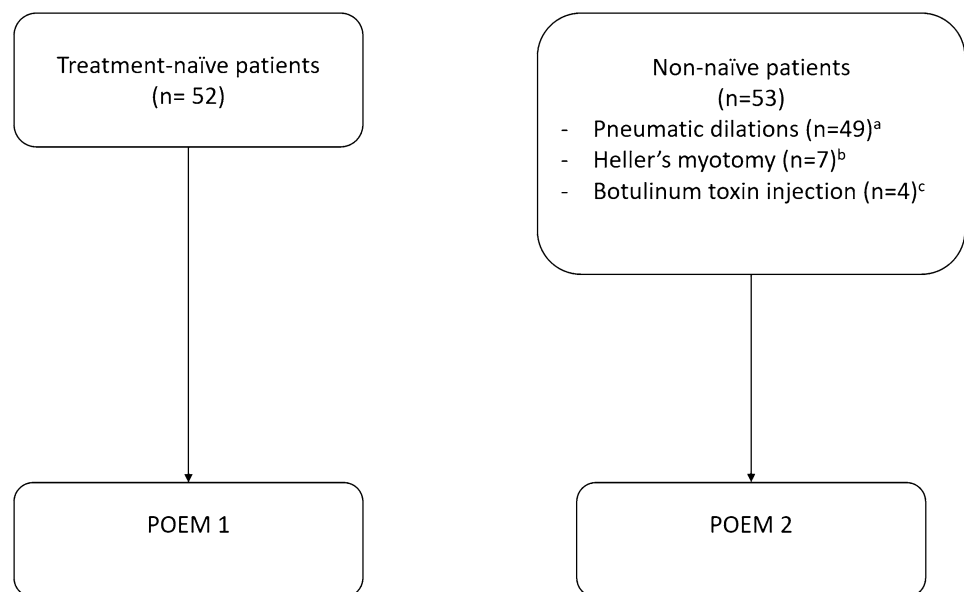 Treatment-naïve patients
(n= 52)
Non-naïve patients
(n=53)
- Pneumatic dilations (n=49)ᵃ
- Heller’s myotomy (n=7)ᵇ
- Botulinum toxin injection (n=4)ᶜ
POEM 1
POEM 2